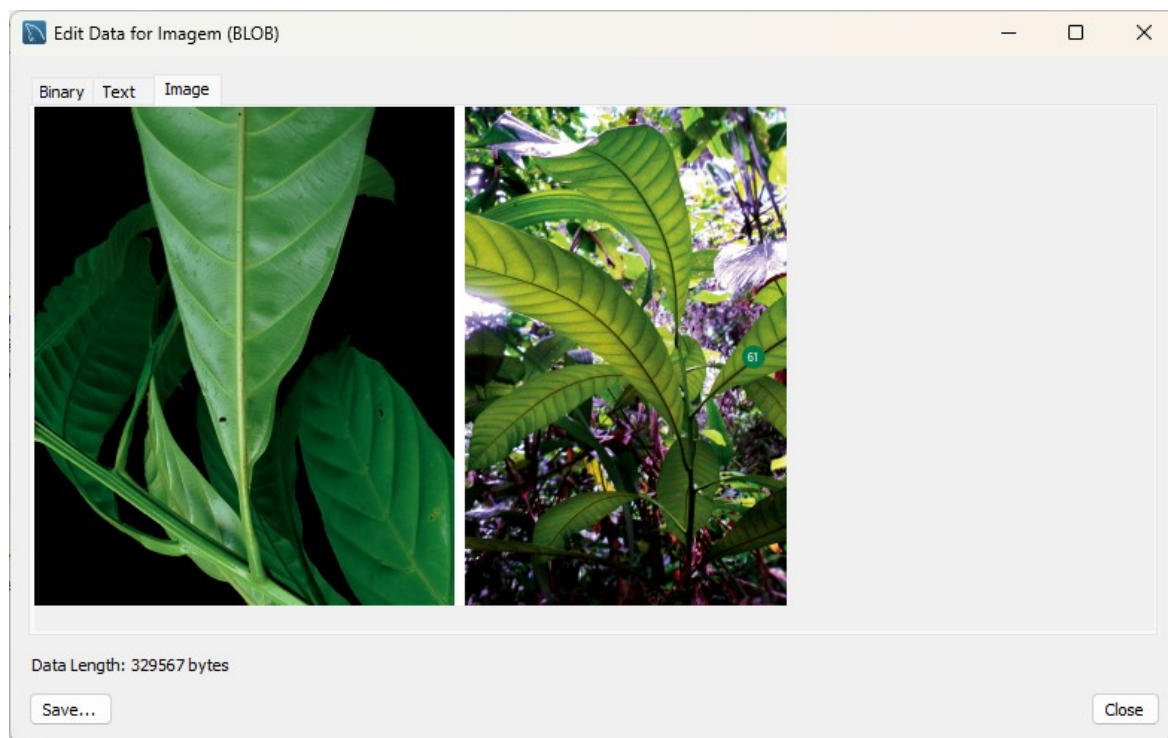 Edit Data for Imagem (BLOB)
Binary Text Image
61
Data Length: 329567 bytes
Save...
Close